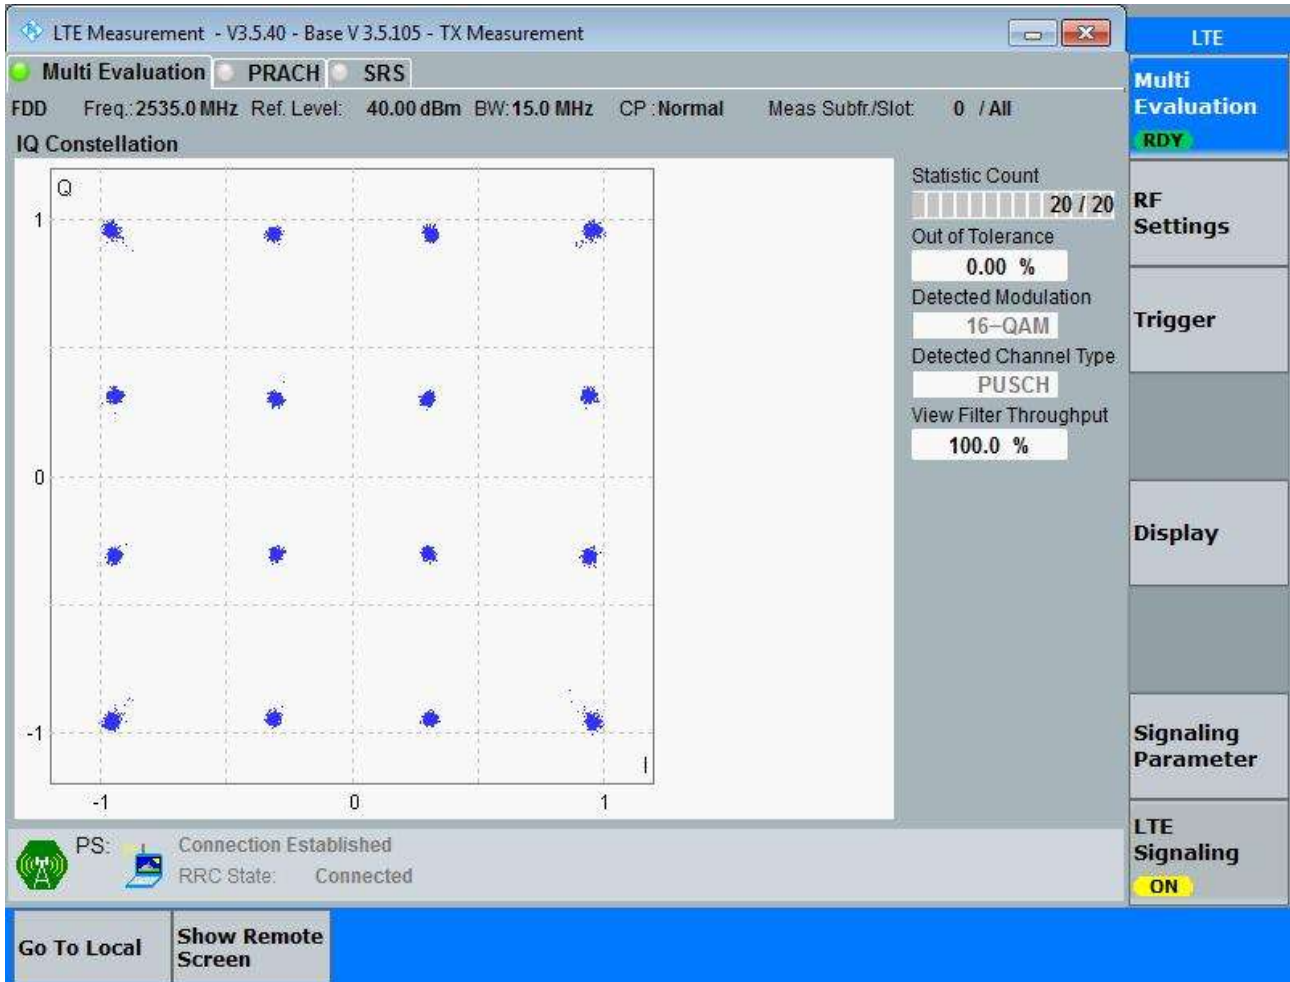 LTE Measurement - V3.5.40 - Base V 3.5.105 - TX Measurement
Multi Evaluation PRACH SRS
FDD Freq.: 2535.0 MHz Ref. Level: 40.00 dBm BW: 15.0 MHz CP : Normal Meas Subfr./Slot: 0 / All
IQ Constellation
Q
1
0
-1
I
-1 0 1
Statistic Count
20 / 20
Out of Tolerance
0.00 %
Detected Modulation
16-QAM
Detected Channel Type
PUSCH
View Filter Throughput
100.0 %
PS: Connection Established
RRC State: Connected
LTE
Multi
Evaluation
RDY
RF
Settings
Trigger
Display
Signaling
Parameter
LTE
Signaling
ON
Go To Local
Show Remote
Screen